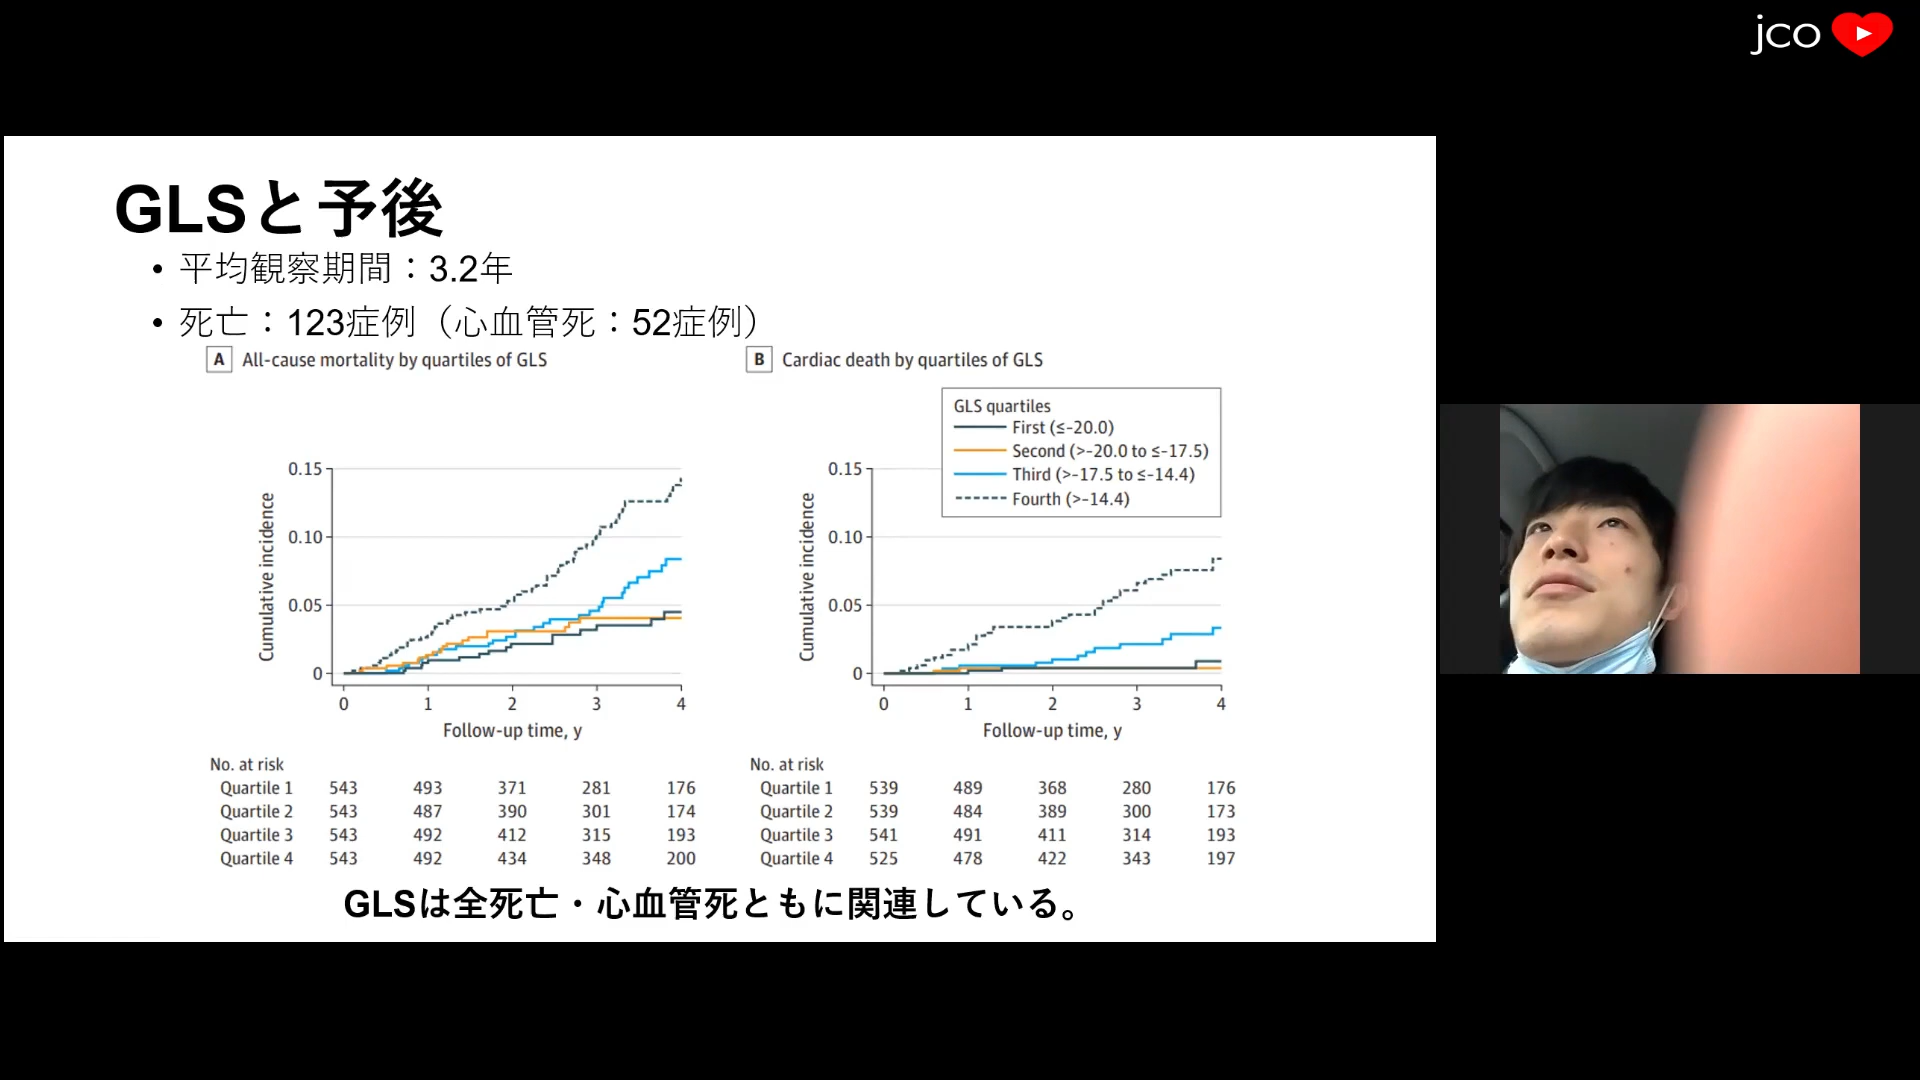 jco
GLSと予後
• 平均観察期間：3.2年
• 死亡：123症例（心血管死：52症例）
A All-cause mortality by quartiles of GLS
Cumulative incidence
0.15
0.10
0.05
0
0 1 2 3 4
Follow-up time, y
No. at risk
Quartile 1 543 493 371 281 176
Quartile 2 543 487 390 301 174
Quartile 3 543 492 412 315 193
Quartile 4 543 492 434 348 200
B Cardiac death by quartiles of GLS
GLS quartiles
First (≤-20.0)
Second (>-20.0 to ≤-17.5)
Third (>-17.5 to ≤-14.4)
Fourth (>-14.4)
Cumulative incidence
0.15
0.10
0.05
0
0 1 2 3 4
Follow-up time, y
No. at risk
Quartile 1 539 489 368 280 176
Quartile 2 539 484 389 300 173
Quartile 3 541 491 411 314 193
Quartile 4 525 478 422 343 197
GLSは全死亡・心血管死ともに関連している。